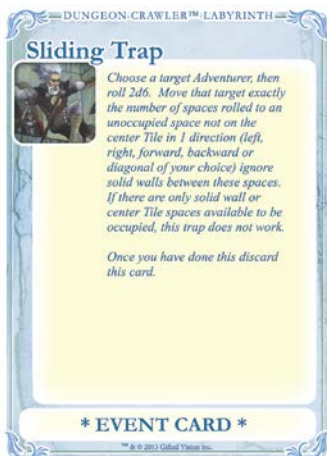 DUNGEON CRAWLER™ LABYRINTH
Sliding Trap
Choose a target Adventurer, then
roll 2d6. Move that target exactly
the number of spaces rolled to an
unoccupied space not on the
center Tile in 1 direction (left,
right, forward, backward or
diagonal of your choice) ignore
solid walls between these spaces.
If there are only solid wall or
center Tile spaces available to be
occupied, this trap does not work.
Once you have done this discard
this card.
* EVENT CARD *
™ & © 2013 Gifted Vision Inc.